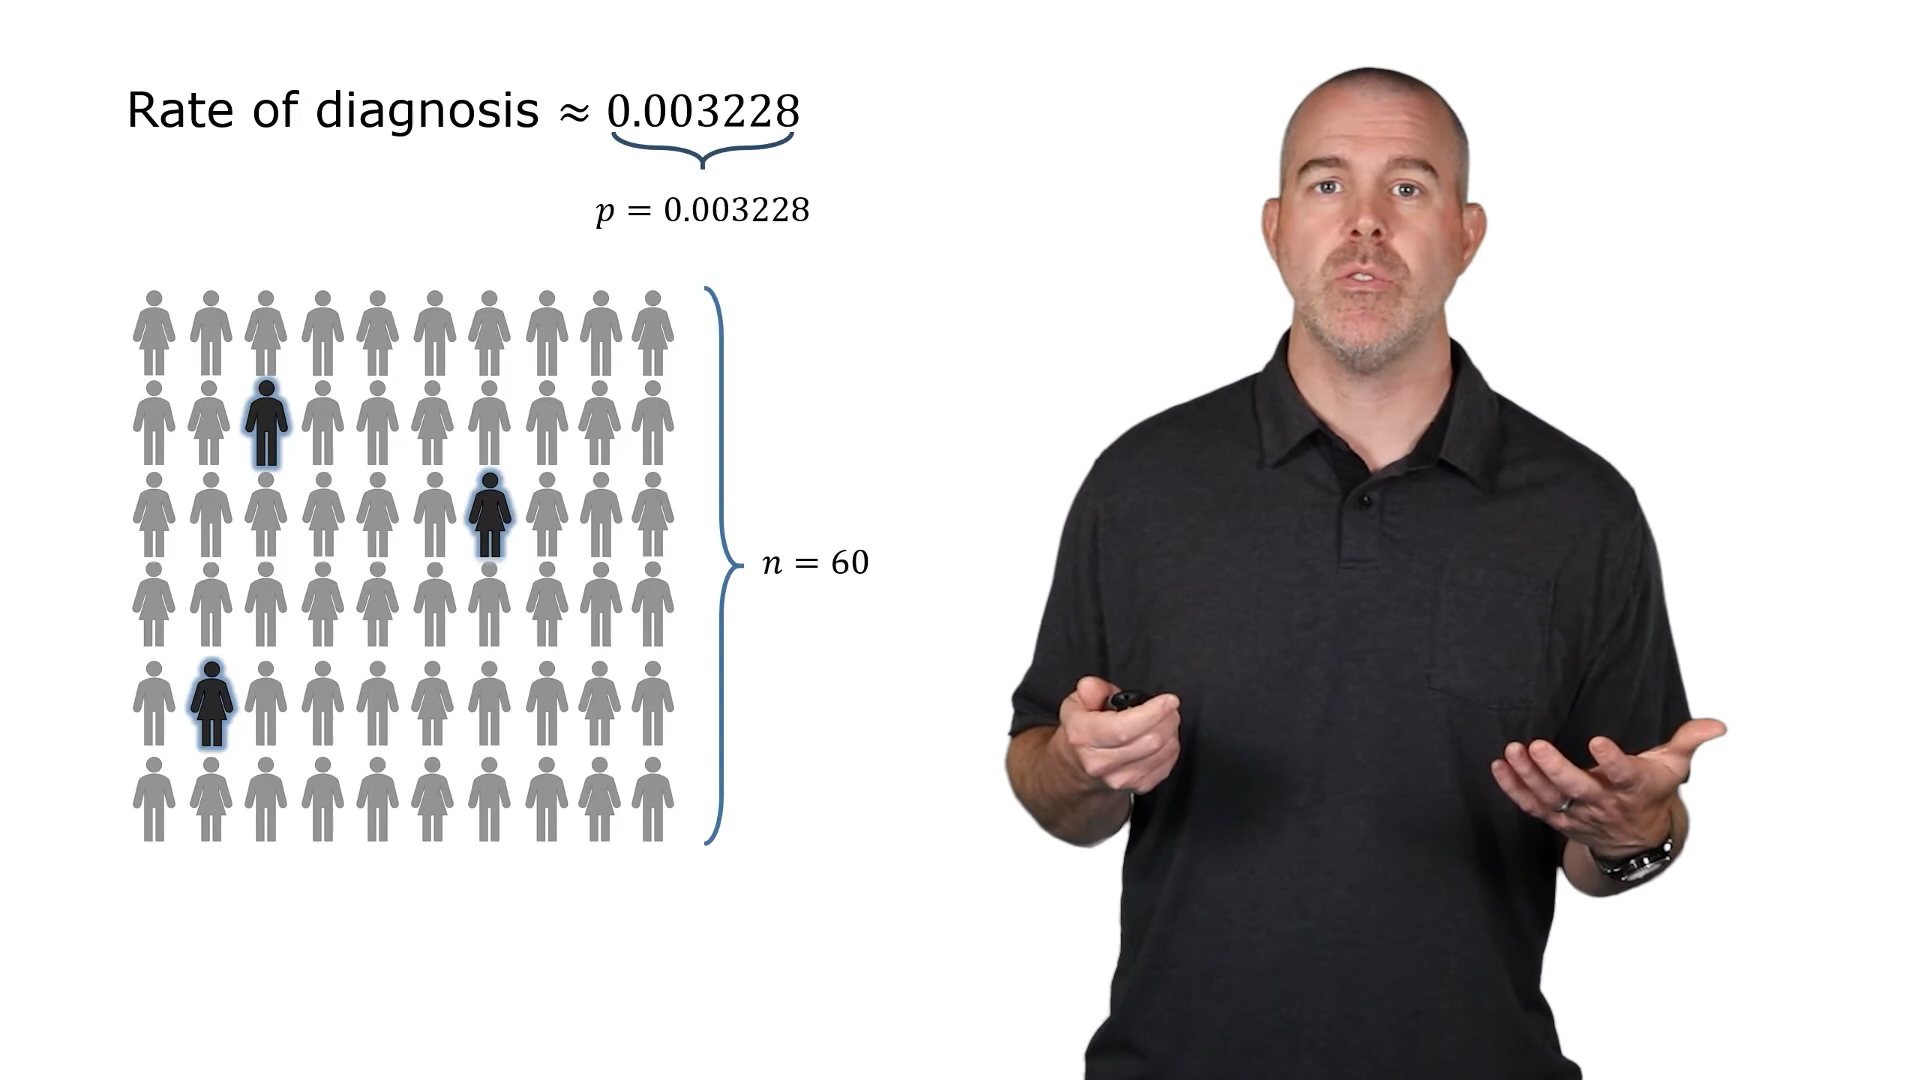 Rate of diagnosis ≈ 0.003228
p = 0.003228
n = 60